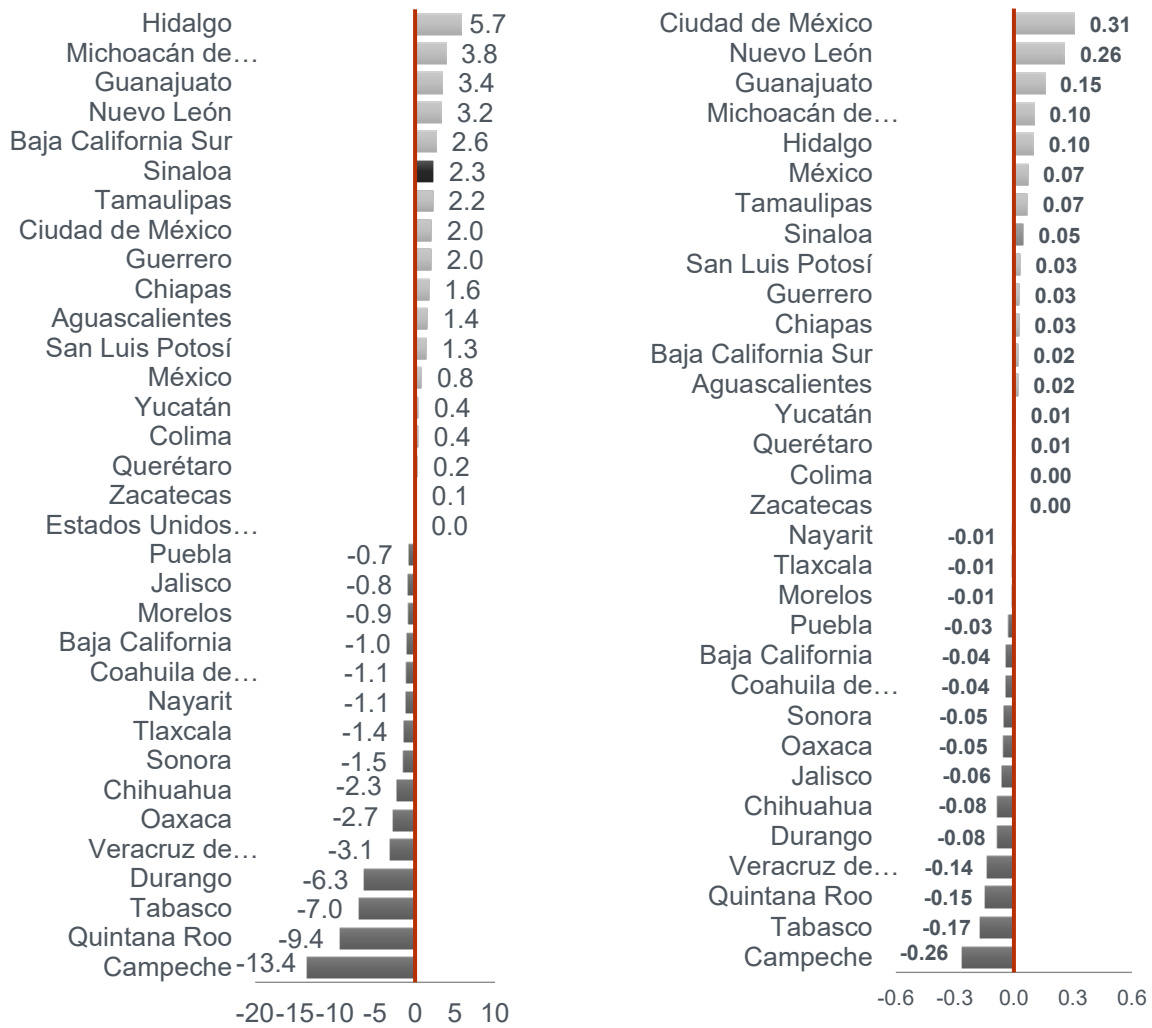 Hidalgo 5.7
Michoacán de… 3.8
Guanajuato 3.4
Nuevo León 3.2
Baja California Sur 2.6
Sinaloa 2.3
Tamaulipas 2.2
Ciudad de México 2.0
Guerrero 2.0
Chiapas 1.6
Aguascalientes 1.4
San Luis Potosí 1.3
México 0.8
Yucatán 0.4
Colima 0.4
Querétaro 0.2
Zacatecas 0.1
Estados Unidos… 0.0
Puebla -0.7
Jalisco -0.8
Morelos -0.9
Baja California -1.0
Coahuila de… -1.1
Nayarit -1.1
Tlaxcala -1.4
Sonora -1.5
Chihuahua -2.3
Oaxaca -2.7
Veracruz de… -3.1
Durango -6.3
Tabasco -7.0
Quintana Roo -9.4
Campeche -13.4
-20 -15 -10 -5 0 5 10
Ciudad de México 0.31
Nuevo León 0.26
Guanajuato 0.15
Michoacán de… 0.10
Hidalgo 0.10
México 0.07
Tamaulipas 0.07
Sinaloa 0.05
San Luis Potosí 0.03
Guerrero 0.03
Chiapas 0.03
Baja California Sur 0.02
Aguascalientes 0.02
Yucatán 0.01
Querétaro 0.01
Colima 0.00
Zacatecas 0.00
Nayarit -0.01
Tlaxcala -0.01
Morelos -0.01
Puebla -0.03
Baja California -0.04
Coahuila de… -0.04
Sonora -0.05
Oaxaca -0.05
Jalisco -0.06
Chihuahua -0.08
Durango -0.08
Veracruz de… -0.14
Quintana Roo -0.15
Tabasco -0.17
Campeche -0.26
-0.6 -0.3 0.0 0.3 0.6